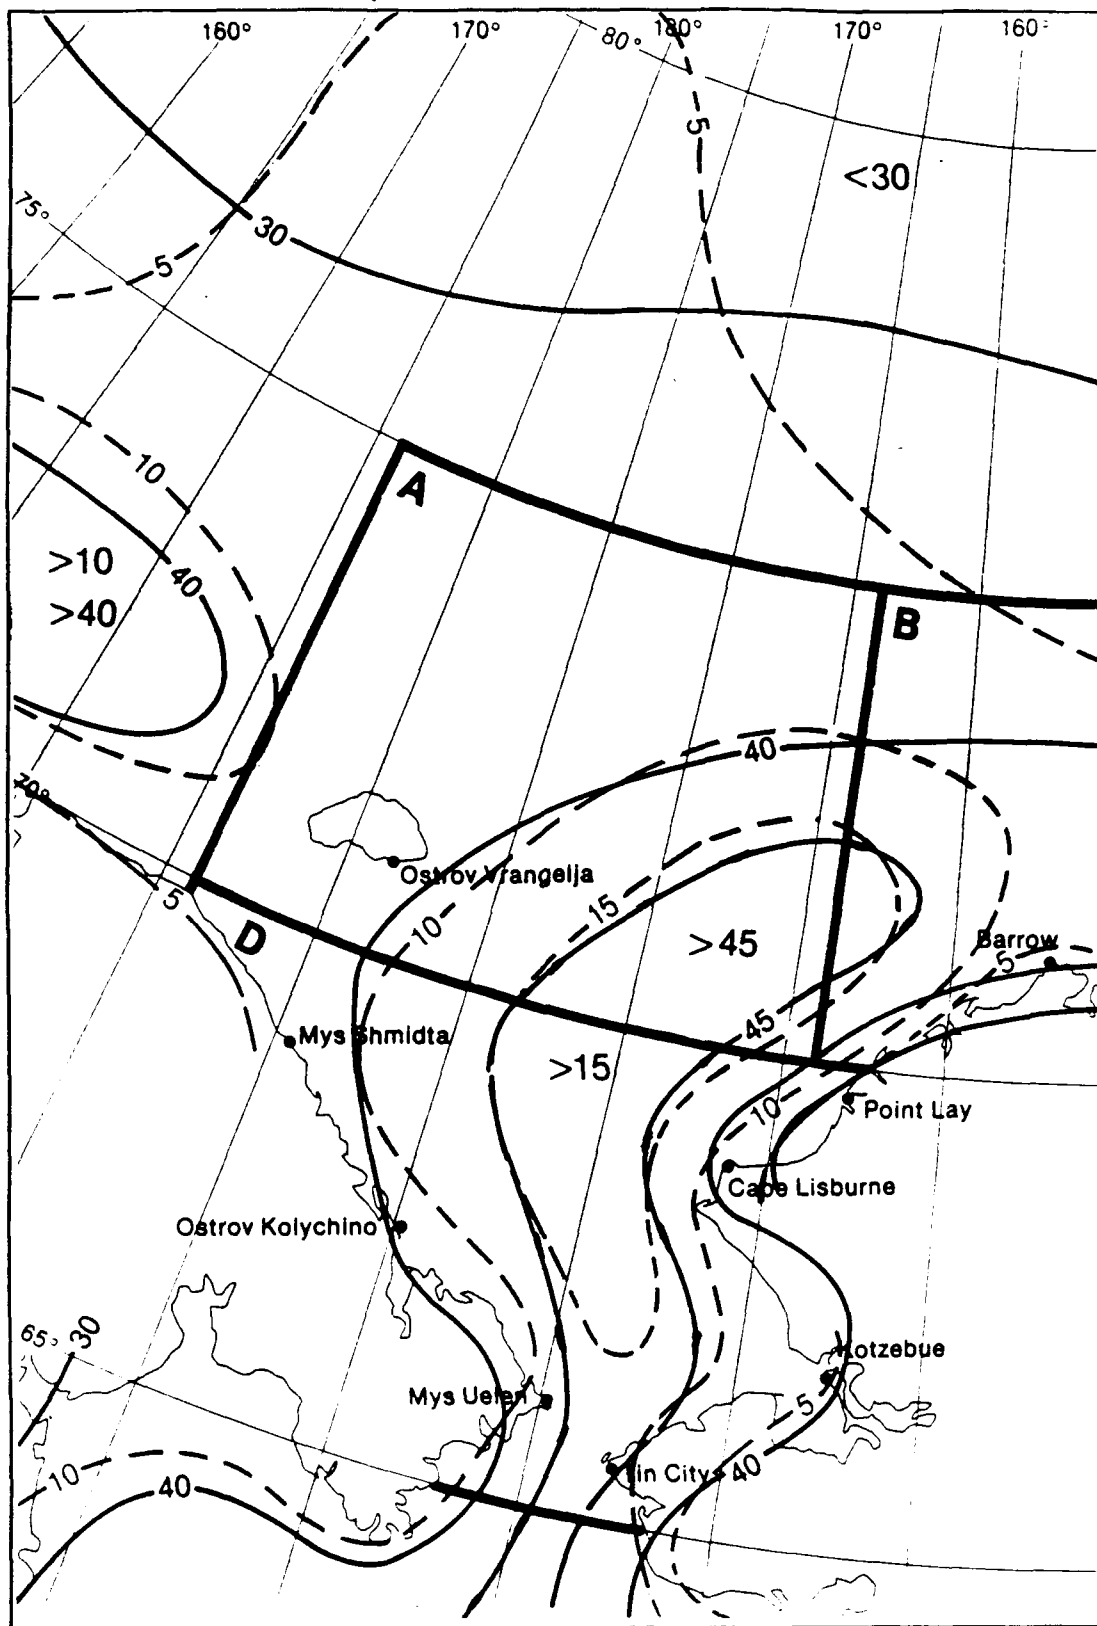 160° 170° 180° 170° 160°
80°
5
<30
75°
30
5
10
A
>10
40
>40
B
40
70°
Ostrov Vrangelja
5
15
10
D
>45
Barrow
5
45
Mys Shmidta
>15
10
Point Lay
Cape Lisburne
Ostrov Kolychino
65°
30
Kotzebue
Mys Uelen
5
Tin City
40
10
40